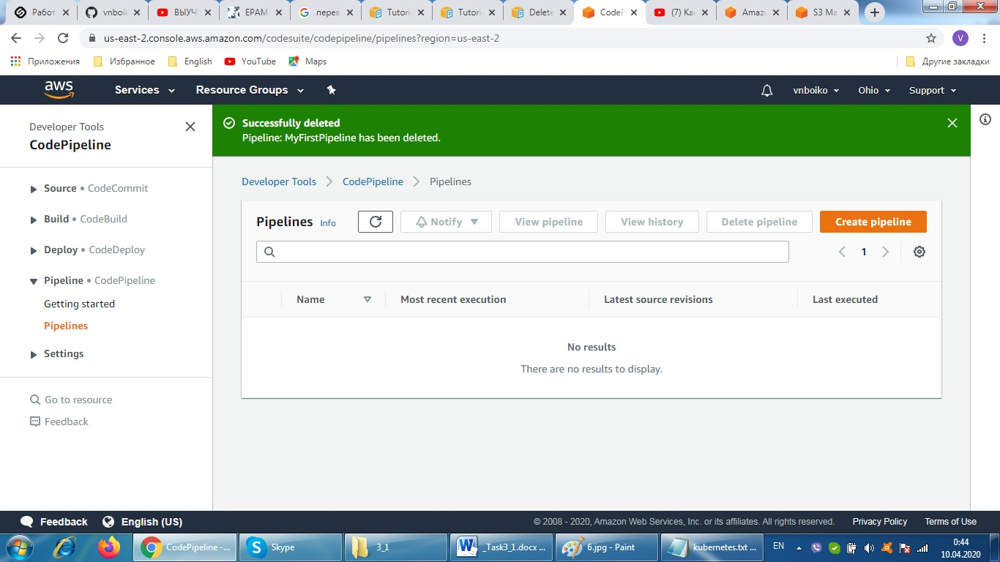 Работ
vnboik
ВЫУЧИ
EPAM
перев
Tutoria
Tutoria
Delete
CodeP
(7) Как
Amazo
S3 Ma
us-east-2.console.aws.amazon.com/codesuite/codepipeline/pipelines?region=us-east-2
V
Приложения
Избранное
English
YouTube
Maps
Другие закладки
aws
Services
Resource Groups
vnboiko
Ohio
Support
Developer Tools
CodePipeline
Source • CodeCommit
Build • CodeBuild
Deploy • CodeDeploy
Pipeline • CodePipeline
Getting started
Pipelines
Settings
Go to resource
Feedback
Successfully deleted
Pipeline: MyFirstPipeline has been deleted.
Developer Tools
CodePipeline
Pipelines
Pipelines Info
Notify
View pipeline
View history
Delete pipeline
Create pipeline
1
Name
Most recent execution
Latest source revisions
Last executed
No results
There are no results to display.
Feedback
English (US)
© 2008 - 2020, Amazon Web Services, Inc. or its affiliates. All rights reserved.
Privacy Policy
Terms of Use
CodePipeline -...
Skype
3_1
_Task3_1.docx ...
6.jpg - Paint
kubernetes.txt ...
EN
0:44
10.04.2020